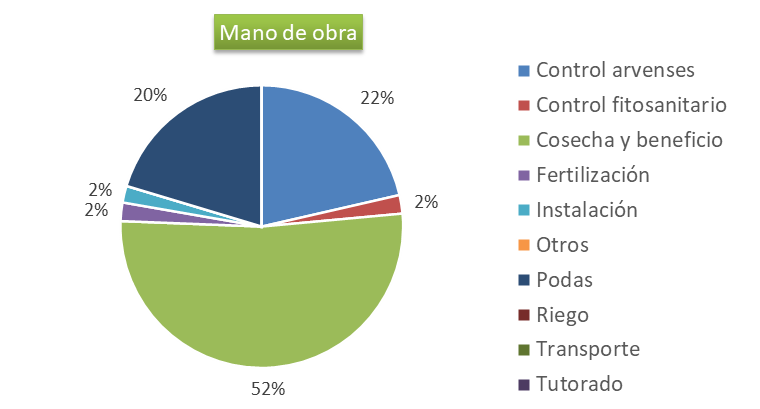 Mano de obra
20%
22%
2%
2%
2%
52%
Control arvenses
Control fitosanitario
Cosecha y beneficio
Fertilización
Instalación
Otros
Podas
Riego
Transporte
Tutorado